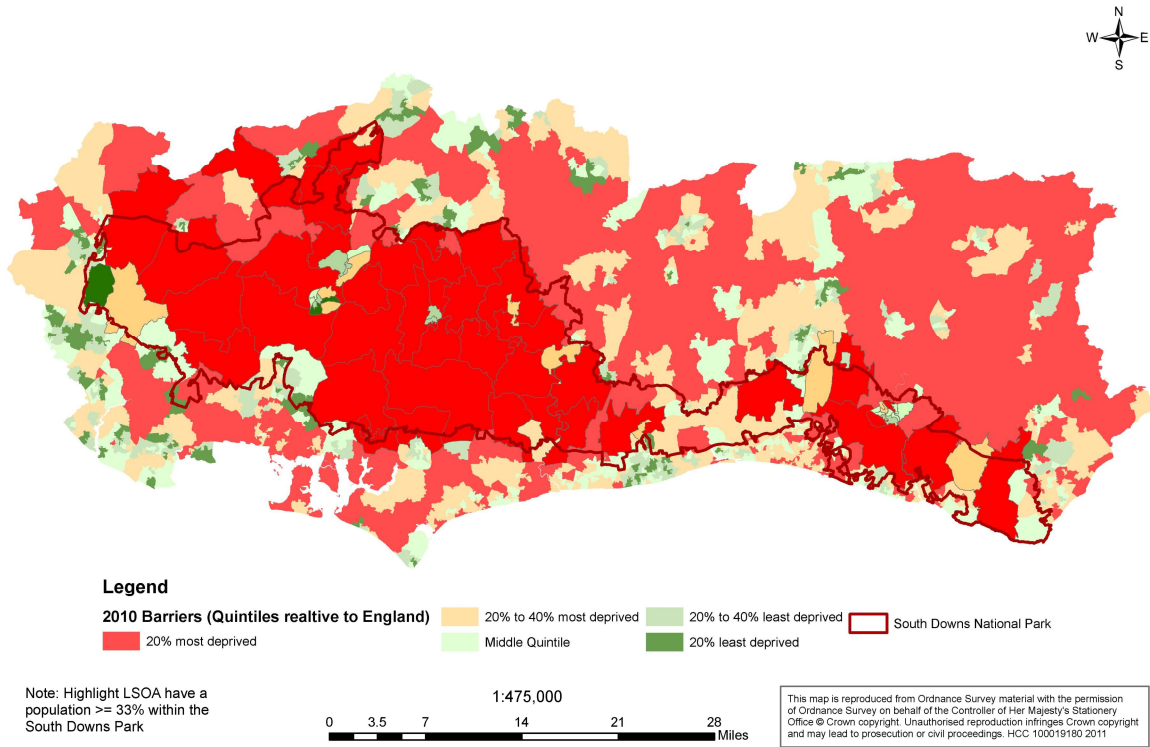 N
W E
S
Legend
2010 Barriers (Quintiles realtive to England)
20% most deprived
20% to 40% most deprived
Middle Quintile
20% to 40% least deprived
20% least deprived
South Downs National Park
Note: Highlight LSOA have a
population >= 33% within the
South Downs Park
1:475,000
0 3.5 7 14 21 28
Miles
This map is reproduced from Ordnance Survey material with the permission
of Ordnance Survey on behalf of the Controller of Her Majesty's Stationery
Office © Crown copyright. Unauthorised reproduction infringes Crown copyright
and may lead to prosecution or civil proceedings. HCC 100019180 2011